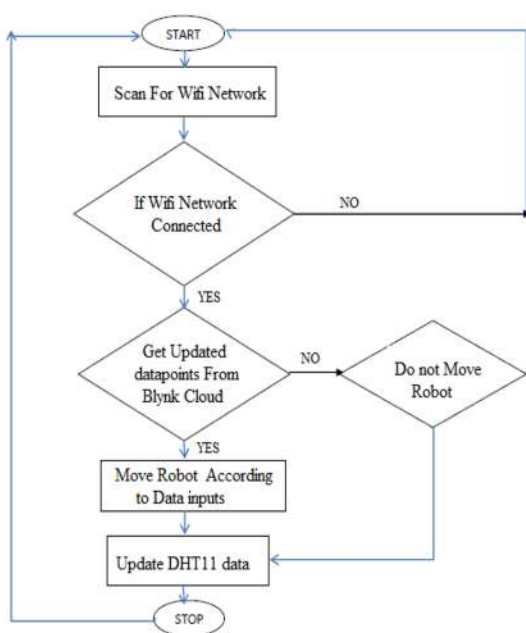 START
Scan For Wifi Network
If Wifi Network
Connected
NO
YES
Get Updated
datapoints From
Blynk Cloud
NO
Do not Move
Robot
YES
Move Robot According
to Data inputs
Update DHT11 data
STOP